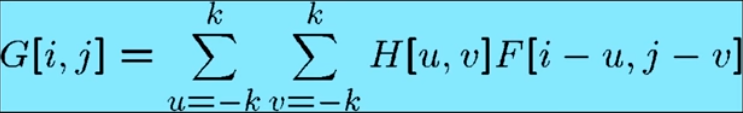 G[i, j] = \sum_{u=-k}^{k} \sum_{v=-k}^{k} H[u, v]F[i - u, j - v]